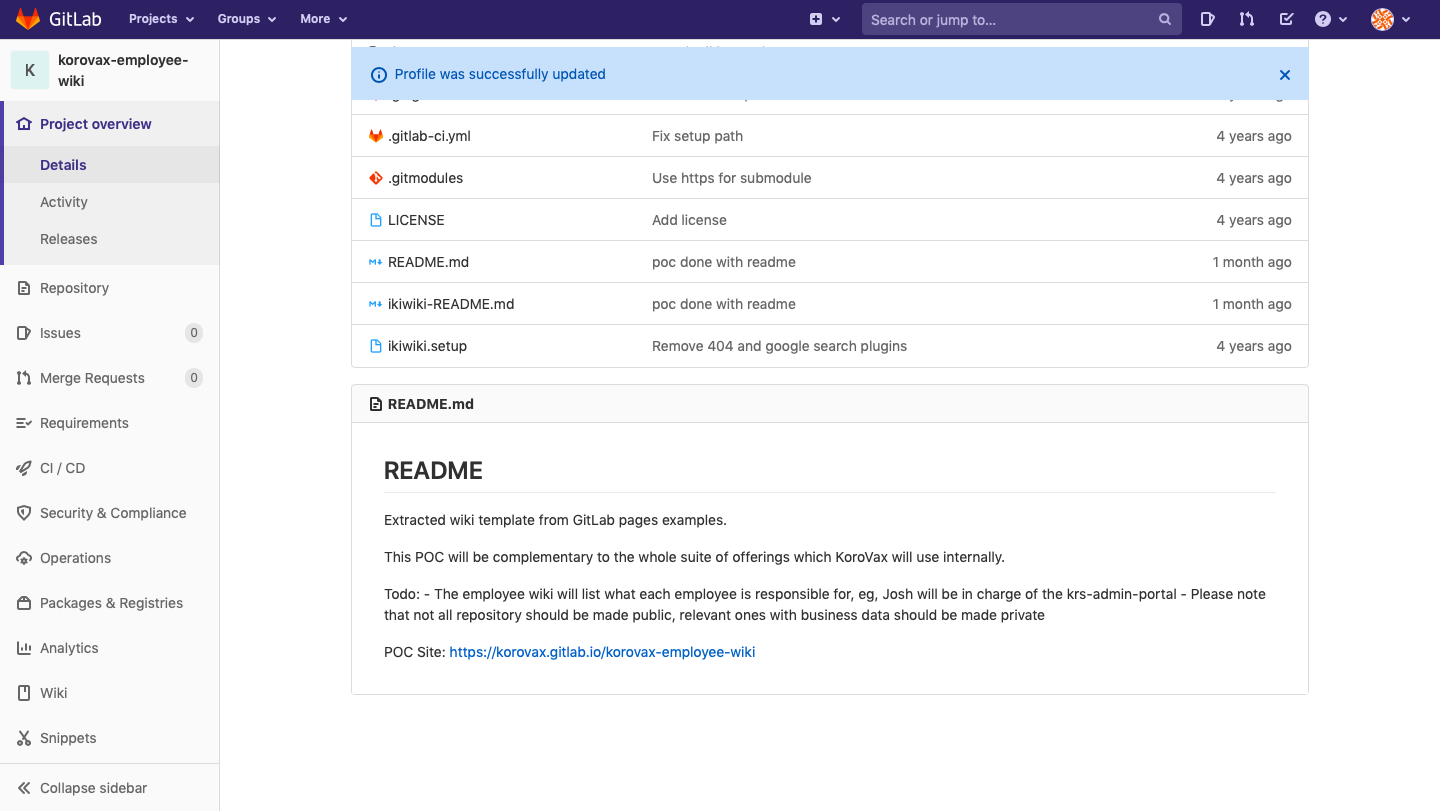 GitLab Projects Groups More Search or jump to...
korovax-employee-
wiki
K
Project overview
Details
Activity
Releases
Repository
Issues 0
Merge Requests 0
Requirements
CI / CD
Security & Compliance
Operations
Packages & Registries
Analytics
Wiki
Snippets
Collapse sidebar
Profile was successfully updated
.gitlab-ci.yml Fix setup path 4 years ago
.gitmodules Use https for submodule 4 years ago
LICENSE Add license 4 years ago
README.md poc done with readme 1 month ago
ikiwiki-README.md poc done with readme 1 month ago
ikiwiki.setup Remove 404 and google search plugins 4 years ago
README.md
README
Extracted wiki template from GitLab pages examples.
This POC will be complementary to the whole suite of offerings which KoroVax will use internally.
Todo: - The employee wiki will list what each employee is responsible for, eg, Josh will be in charge of the krs-admin-portal - Please note
that not all repository should be made public, relevant ones with business data should be made private
POC Site: https://korovax.gitlab.io/korovax-employee-wiki